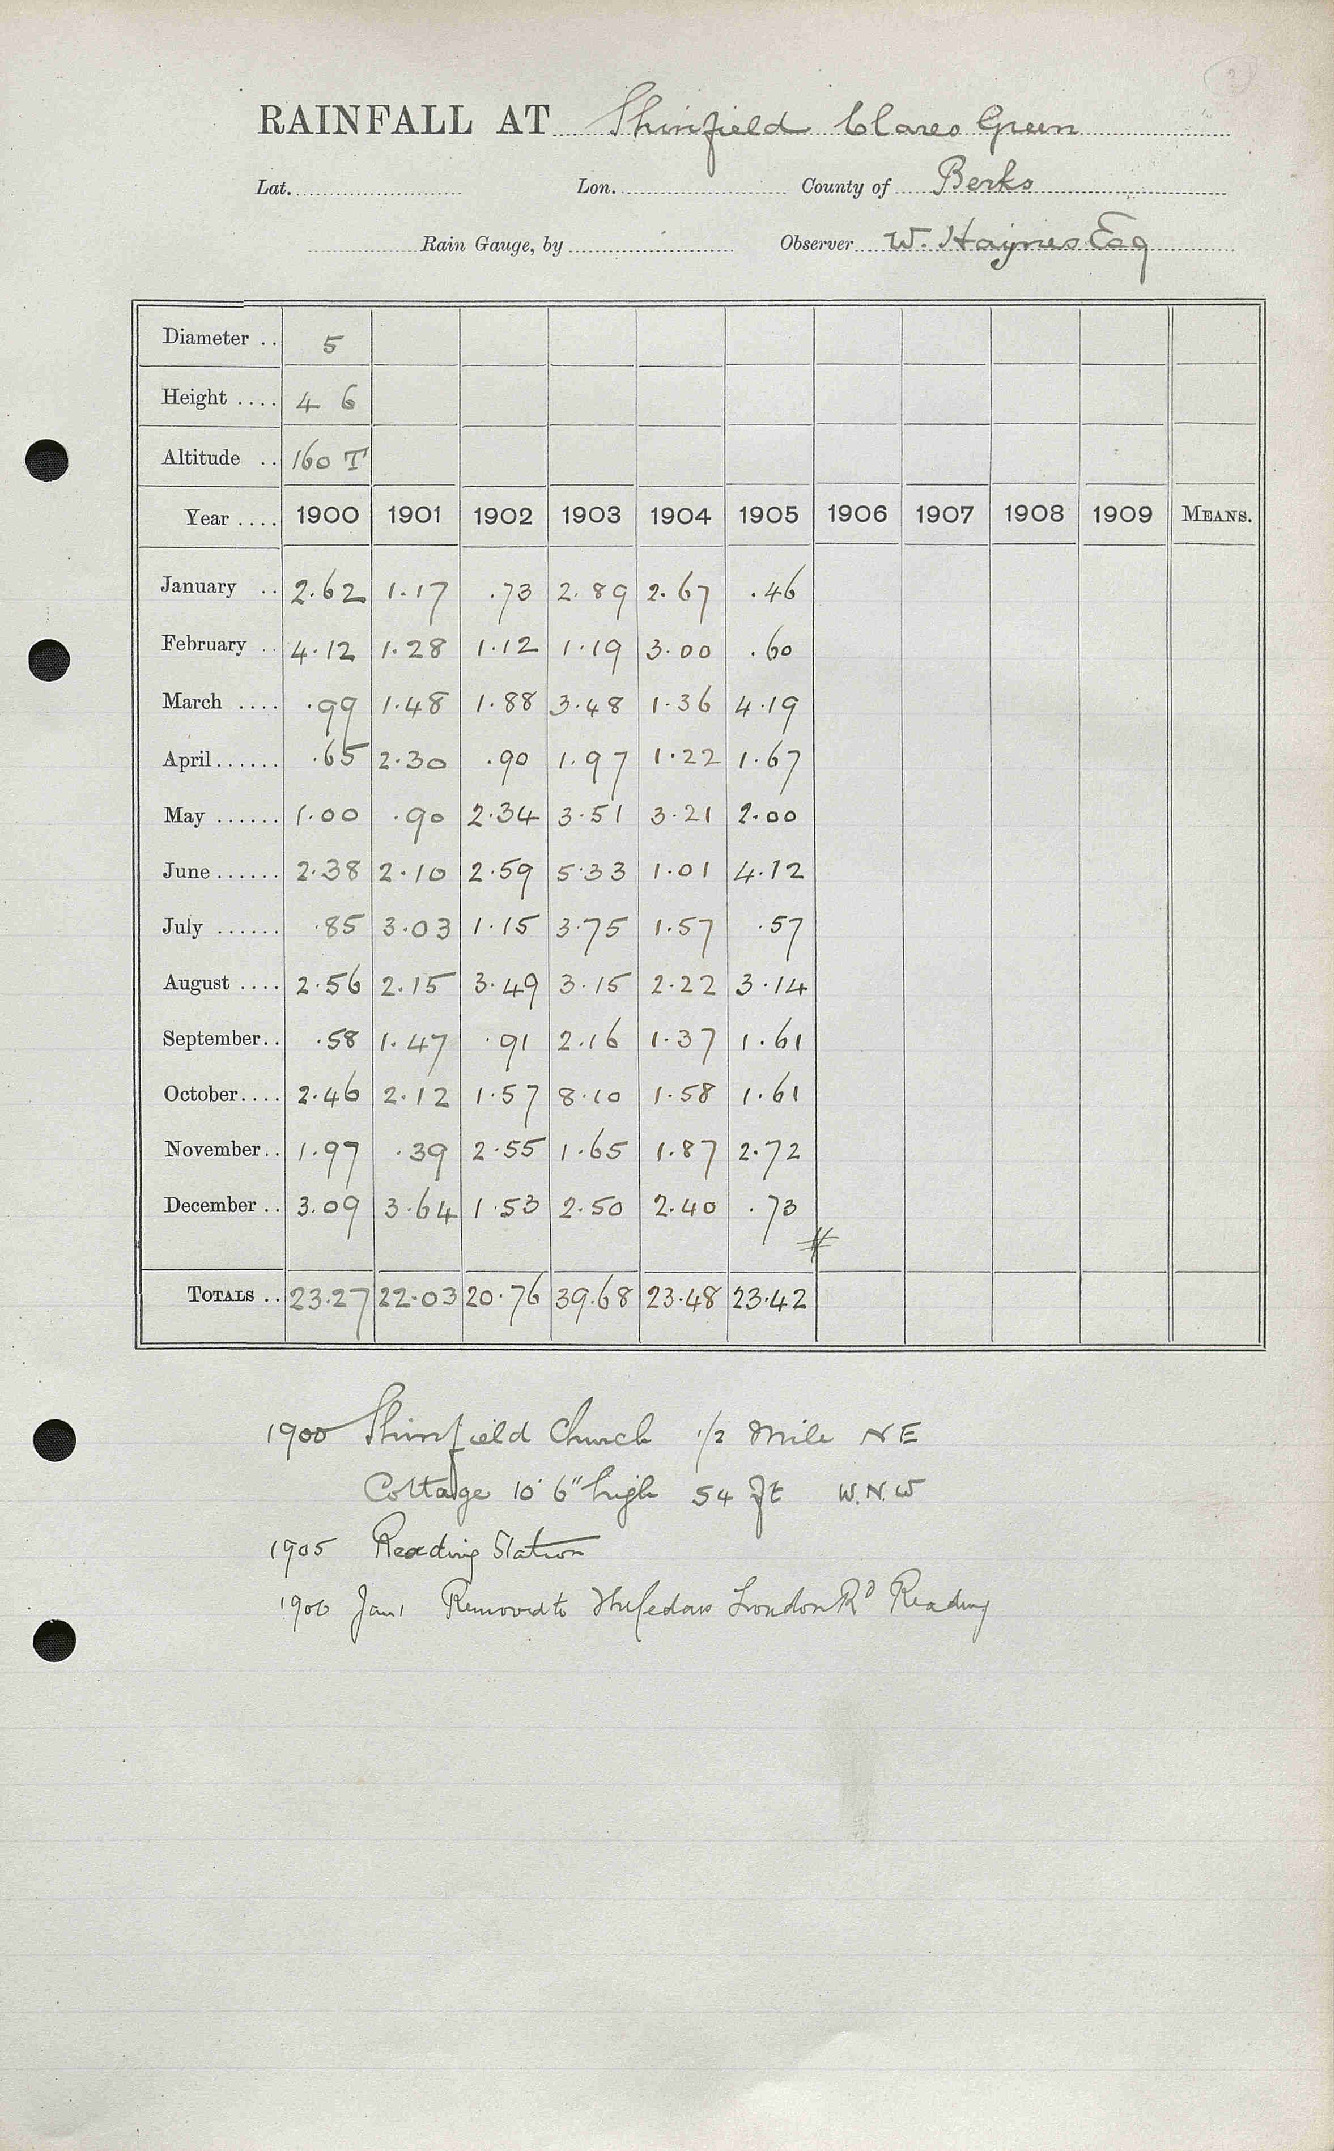 RAINFALL AT Shinfield Clares Green
Lat. Lon. County of Berks
Rain Gauge, by Observer W. Haynes Esq
Diameter .. 5
Height .... 4 6
Altitude .. 160 T
Year .... 1900 1901 1902 1903 1904 1905 1906 1907 1908 1909 MEANS.
January .. 2.62 1.17 .73 2.89 2.67 .46
February .. 4.12 1.28 1.12 1.19 3.00 .60
March .... .99 1.48 1.88 3.48 1.36 4.19
April...... .65 2.30 .90 1.97 1.22 1.67
May ...... 1.00 .90 2.34 3.51 3.21 2.00
June...... 2.38 2.10 2.59 5.33 1.01 4.12
July ...... .85 3.03 1.15 3.75 1.57 .57
August .... 2.56 2.15 3.49 3.15 2.22 3.14
September.. .58 1.47 .91 2.16 1.37 1.61
October.... 2.46 2.12 1.57 8.10 1.58 1.61
November.. 1.97 .39 2.55 1.65 1.87 2.72
December .. 3.09 3.64 1.53 2.50 2.40 .73
TOTALS .. 23.27 22.03 20.76 39.68 23.48 23.42
1900 Shinfield Church 1/2 Mile NE
Cottage 10' 6" high 54 ft W.N.W
1905 Reading Station
1906 Jan 1 Removed to London Rd Reading